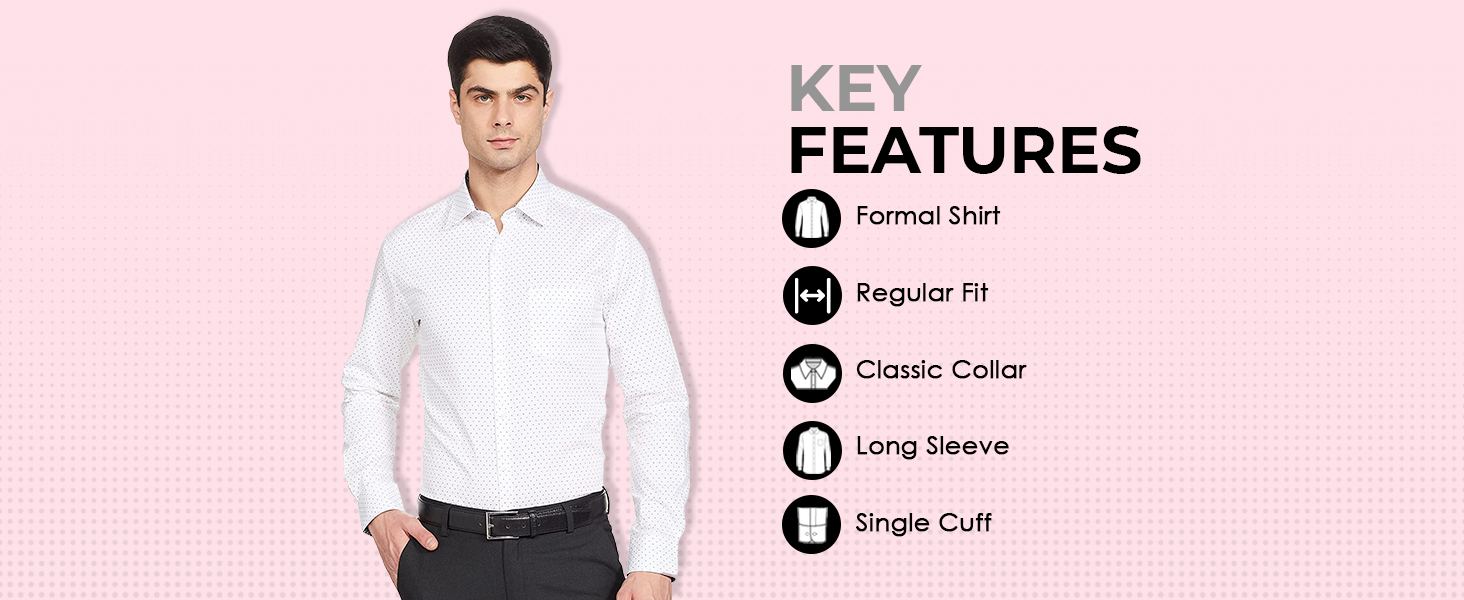 KEY
FEATURES
Formal Shirt
Regular Fit
Classic Collar
Long Sleeve
Single Cuff